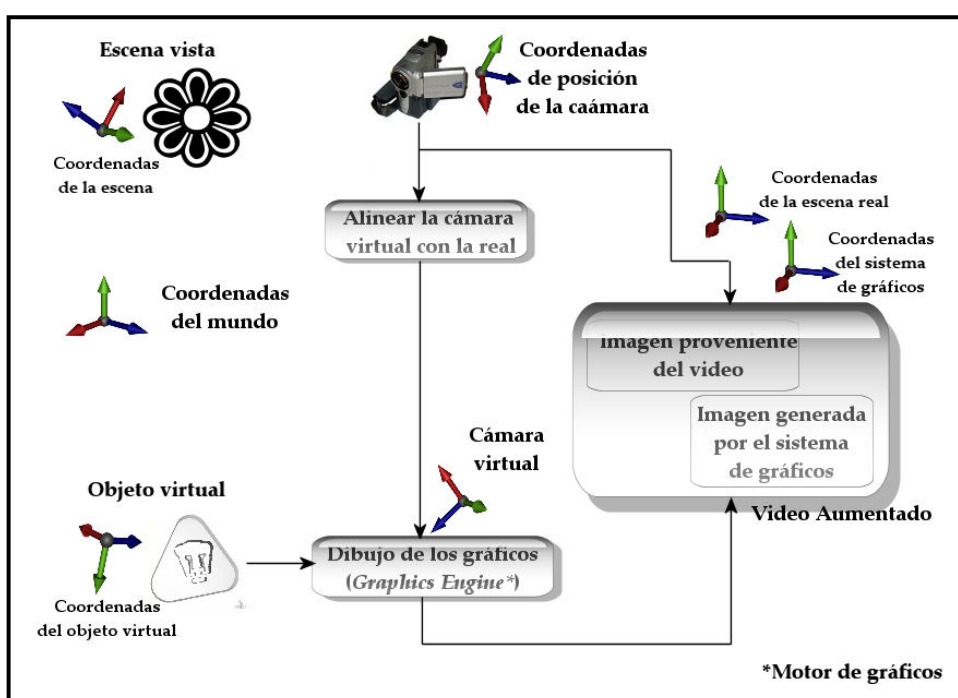 Escena vista
Coordenadas
de la escena
Coordenadas
de posición
de la caámara
Alinear la cámara
virtual con la real
Coordenadas
de la escena real
Coordenadas
del sistema
de gráficos
Coordenadas
del mundo
Imagen proveniente
del video
Imagen generada
por el sistema
de gráficos
Video Aumentado
Cámara
virtual
Objeto virtual
Coordenadas
del objeto virtual
Dibujo de los gráficos
(Graphics Engine*)
*Motor de gráficos